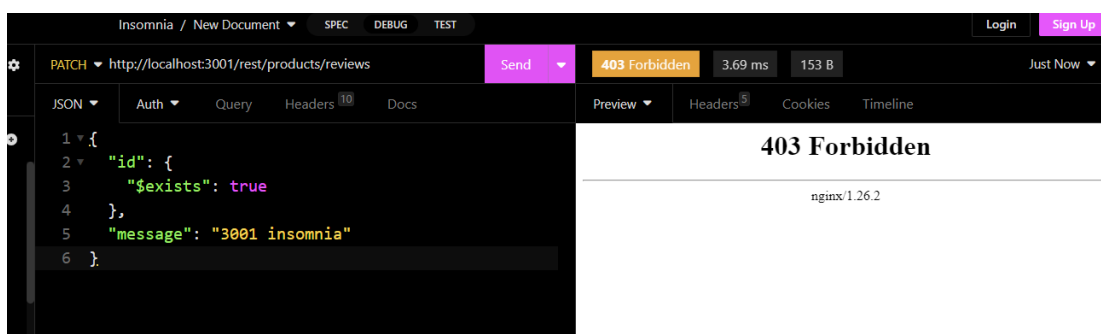 Insomnia / New Document SPEC DEBUG TEST Login Sign Up
PATCH http://localhost:3001/rest/products/reviews Send 403 Forbidden 3.69 ms 153 B Just Now
JSON Auth Query Headers 10 Docs Preview Headers 5 Cookies Timeline
1 {
2 "id": {
3 "$exists": true
4 },
5 "message": "3001 insomnia"
6 }
403 Forbidden
nginx/1.26.2